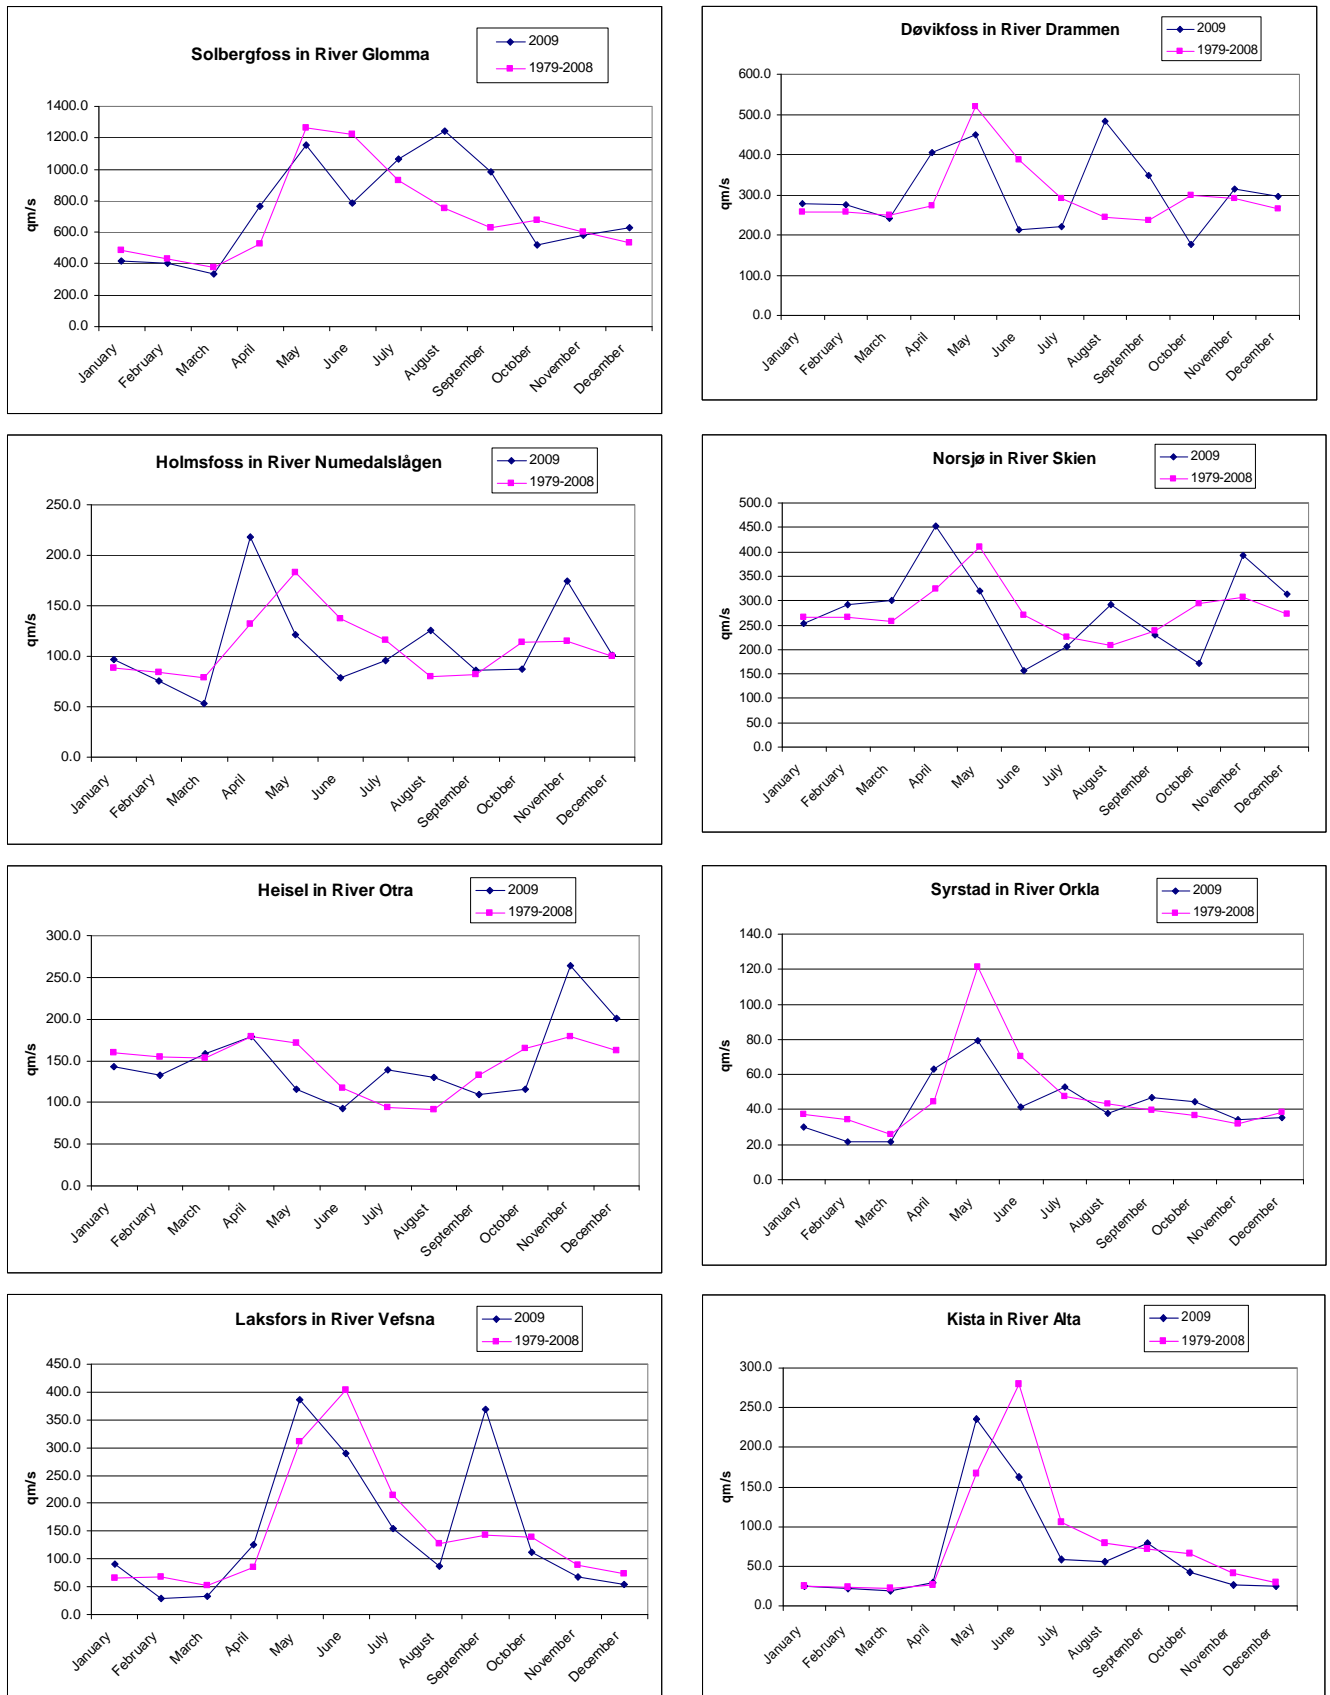 Solbergfoss in River Glomma
2009
1979-2008
1400.0
1200.0
1000.0
800.0
600.0
400.0
200.0
0.0
qm/s
January
February
March
April
May
June
July
August
September
October
November
December
Døvikfoss in River Drammen
2009
1979-2008
600.0
500.0
400.0
300.0
200.0
100.0
0.0
qm/s
January
February
March
April
May
June
July
August
September
October
November
December
Holmsfoss in River Numedalslågen
2009
1979-2008
250.0
200.0
150.0
100.0
50.0
0.0
qm/s
January
February
March
April
May
June
July
August
September
October
November
December
Norsjø in River Skien
2009
1979-2008
500.0
450.0
400.0
350.0
300.0
250.0
200.0
150.0
100.0
50.0
0.0
qm/s
January
February
March
April
May
June
July
August
September
October
November
December
Heisel in River Otra
2009
1979-2008
300.0
250.0
200.0
150.0
100.0
50.0
0.0
qm/s
January
February
March
April
May
June
July
August
September
October
November
December
Syrstad in River Orkla
2009
1979-2008
140.0
120.0
100.0
80.0
60.0
40.0
20.0
0.0
qm/s
January
February
March
April
May
June
July
August
September
October
November
December
Laksfors in River Vefsna
2009
1979-2008
450.0
400.0
350.0
300.0
250.0
200.0
150.0
100.0
50.0
0.0
qm/s
January
February
March
April
May
June
July
August
September
October
November
December
Kista in River Alta
2009
1979-2008
300.0
250.0
200.0
150.0
100.0
50.0
0.0
qm/s
January
February
March
April
May
June
July
August
September
October
November
December